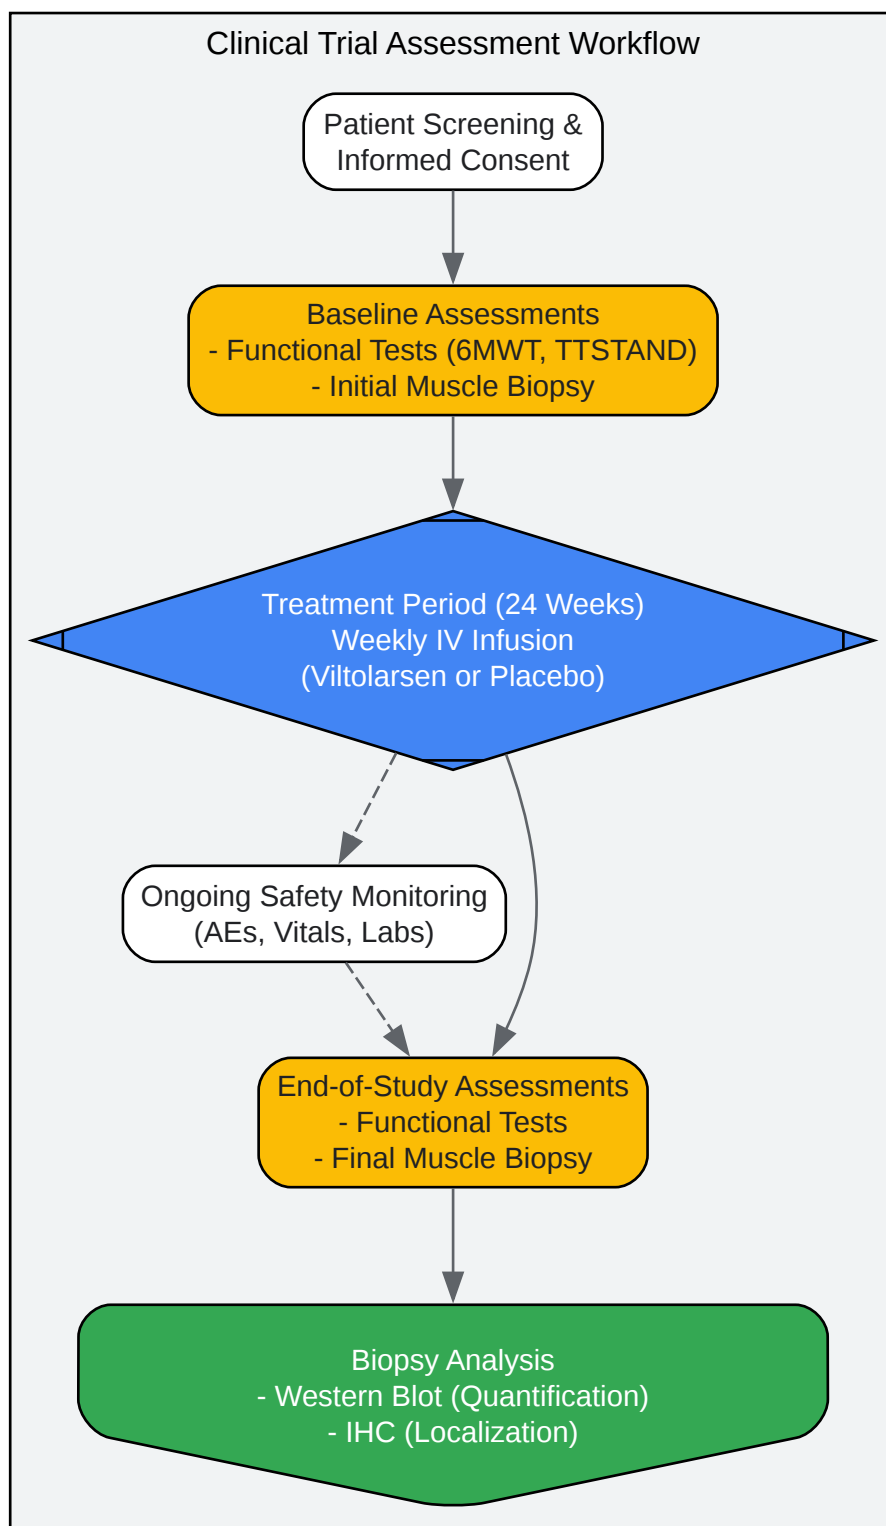 Clinical Trial Assessment Workflow
Patient Screening &
Informed Consent
Baseline Assessments
- Functional Tests (6MWT, TTSTAND)
- Initial Muscle Biopsy
Treatment Period (24 Weeks)
Weekly IV Infusion
(Viltolarsen or Placebo)
Ongoing Safety Monitoring
(AEs, Vitals, Labs)
End-of-Study Assessments
- Functional Tests
- Final Muscle Biopsy
Biopsy Analysis
- Western Blot (Quantification)
- IHC (Localization)